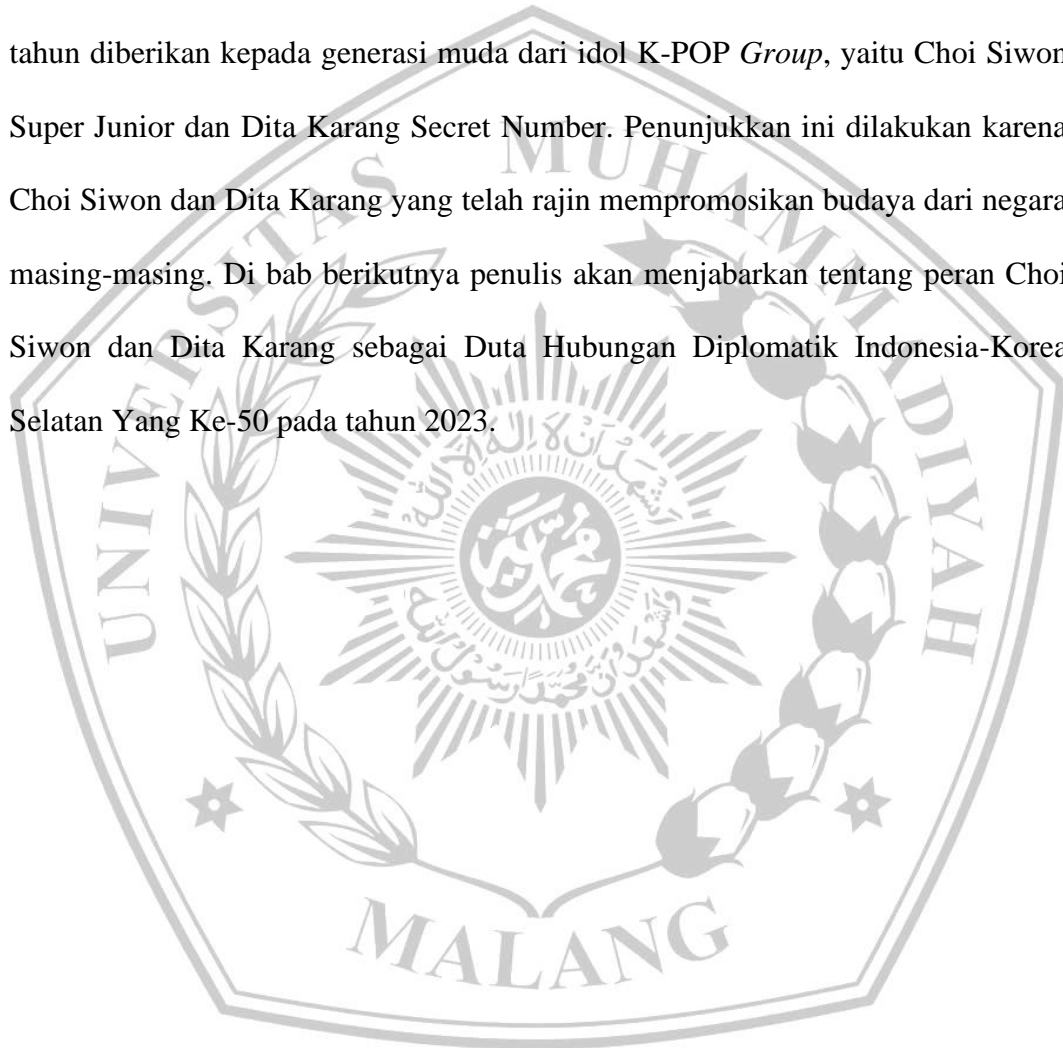 tahun diberikan kepada generasi muda dari idol K-POP Group, yaitu Choi Siwon
Super Junior dan Dita Karang Secret Number. Penunjukkan ini dilakukan karena
Choi Siwon dan Dita Karang yang telah rajin mempromosikan budaya dari negara
masing-masing. Di bab berikutnya penulis akan menjabarkan tentang peran Choi
Siwon dan Dita Karang sebagai Duta Hubungan Diplomatik Indonesia-Korea
Selatan Yang Ke-50 pada tahun 2023.
UNIVERSITAS MUHAMMADIYAH
MALANG